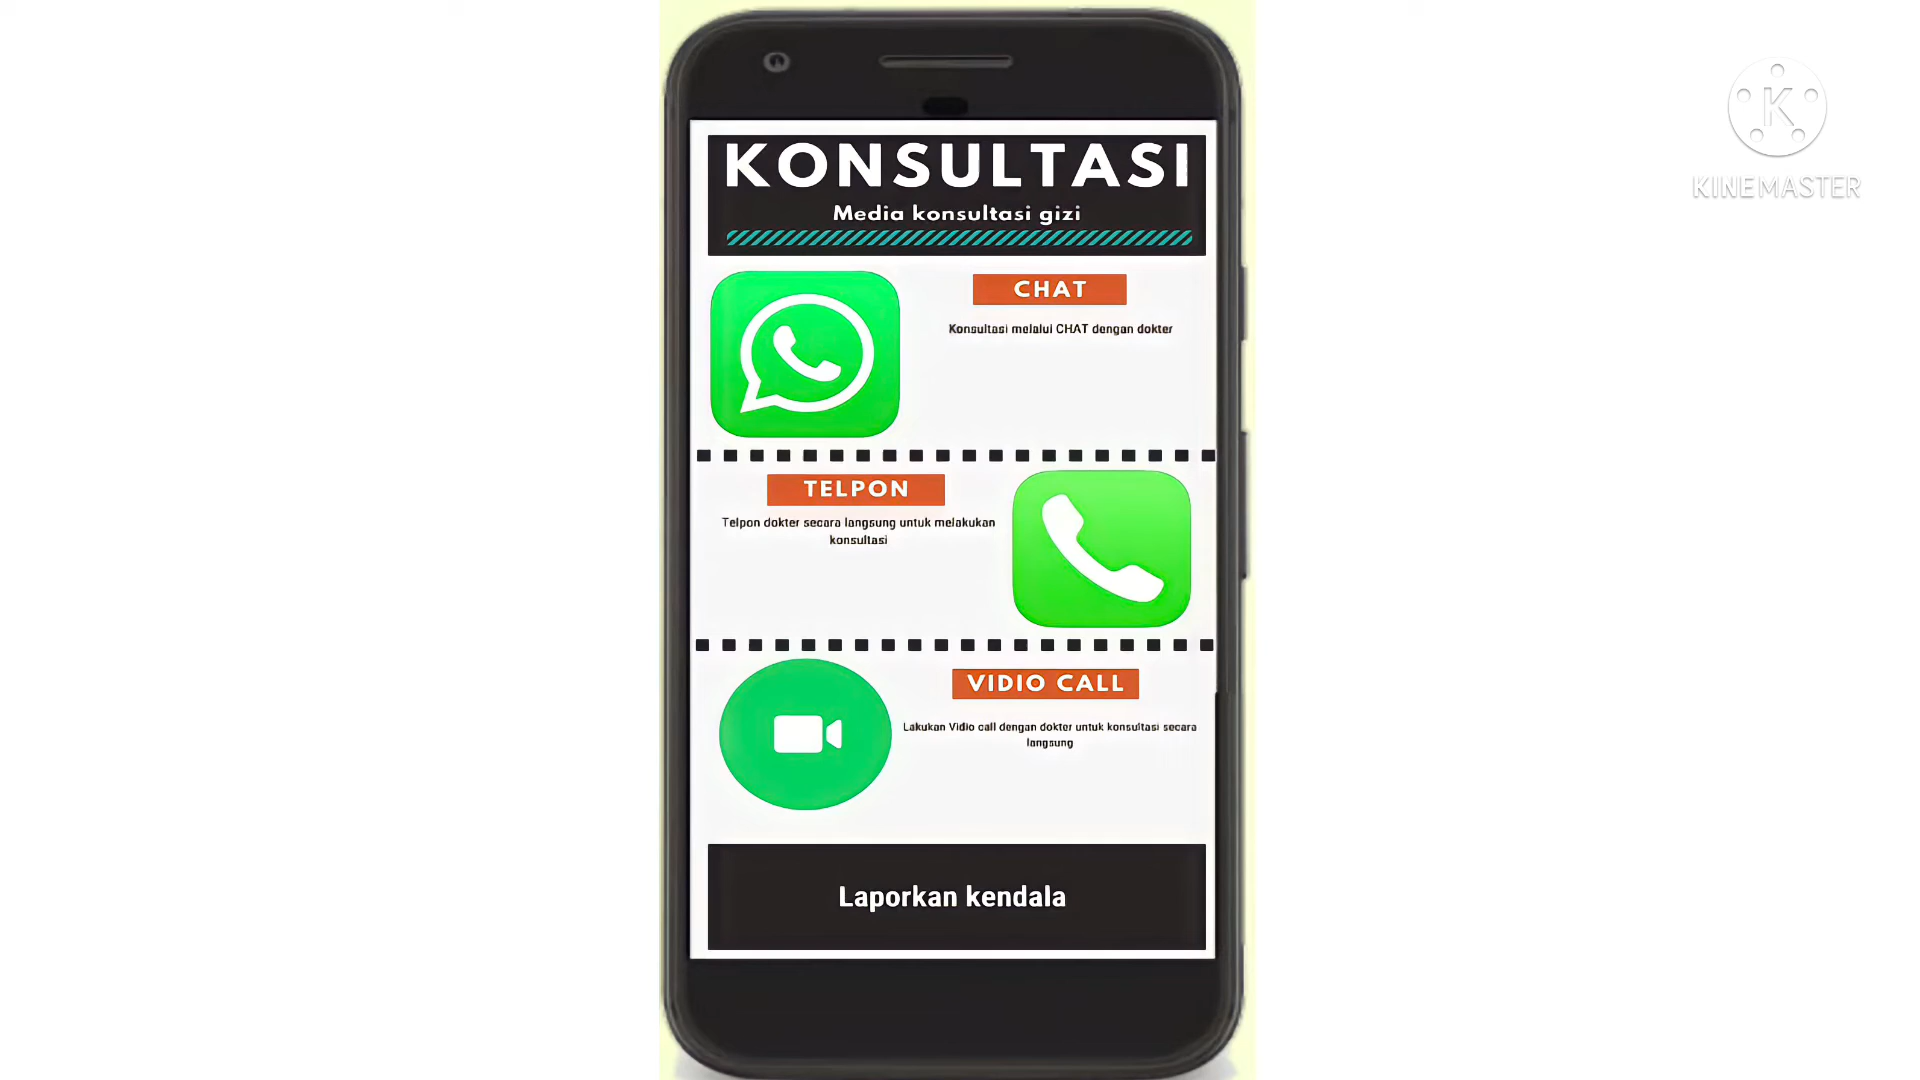 KONSULTASI
Media konsultasi gizi
CHAT
Konsultasi melalui CHAT dengan dokter
TELPON
Telpon dokter secara langsung untuk melakukan
konsultasi
VIDIO CALL
Lakukan Vidio call dengan dokter untuk konsultasi secara
langsung
Laporkan kendala
K
KINEMASTER